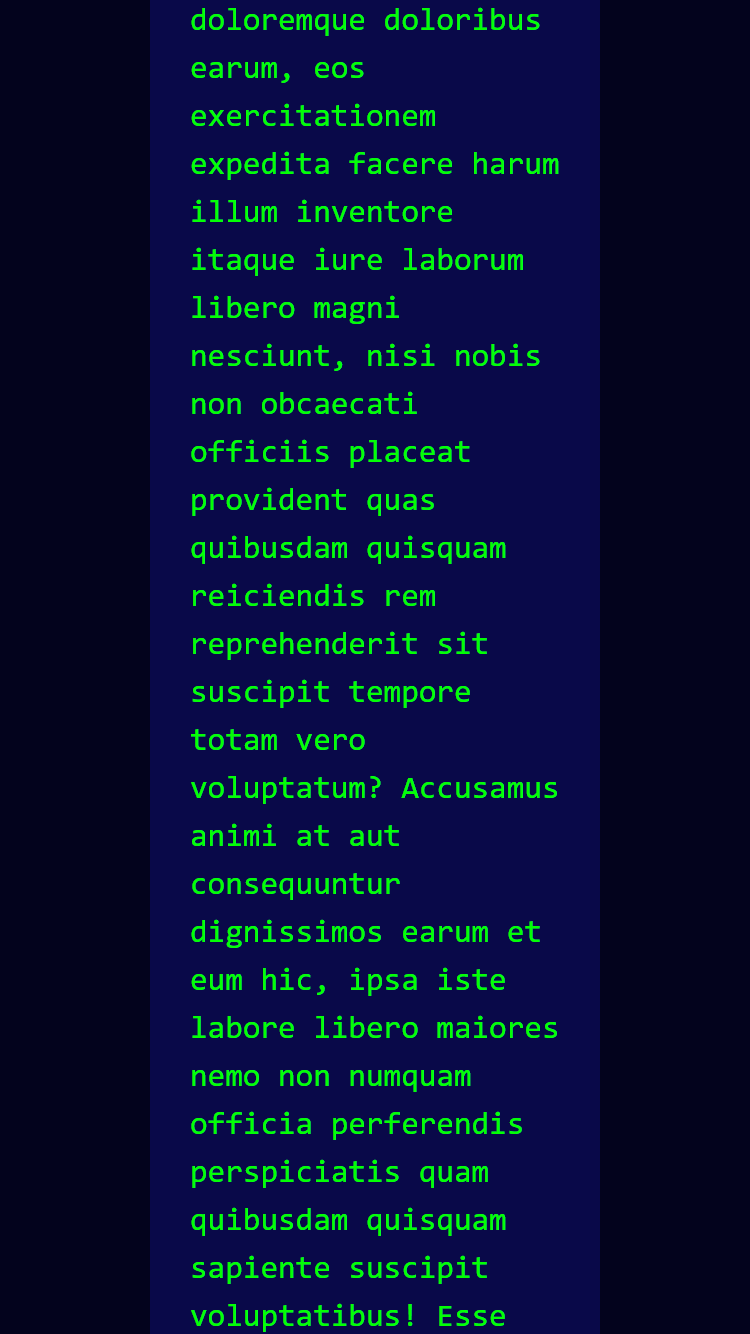 doloremque doloribus
earum, eos
exercitationem
expedita facere harum
illum inventore
itaque iure laborum
libero magni
nesciunt, nisi nobis
non obcaecati
officiis placeat
provident quas
quibusdam quisquam
reiciendis rem
reprehenderit sit
suscipit tempore
totam vero
voluptatum? Accusamus
animi at aut
consequuntur
dignissimos earum et
eum hic, ipsa iste
labore libero maiores
nemo non numquam
officia perferendis
perspiciatis quam
quibusdam quisquam
sapiente suscipit
voluptatibus! Esse